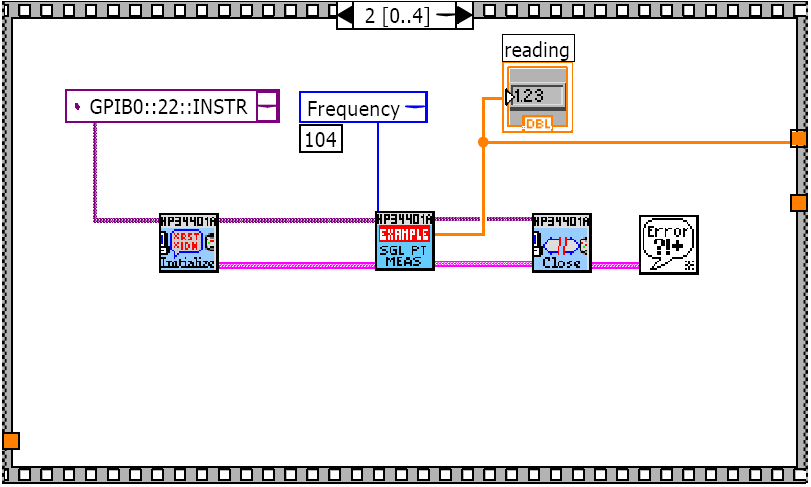 2 [0..4]
reading
1.23
DBL
GPIB0::22::INSTR
Frequency
104
HP34401A
*RST
*IDN
Initialize
HP34401A
EXAMPLE
SGL PT
MEAS
HP34401A
Close
Error
?!+